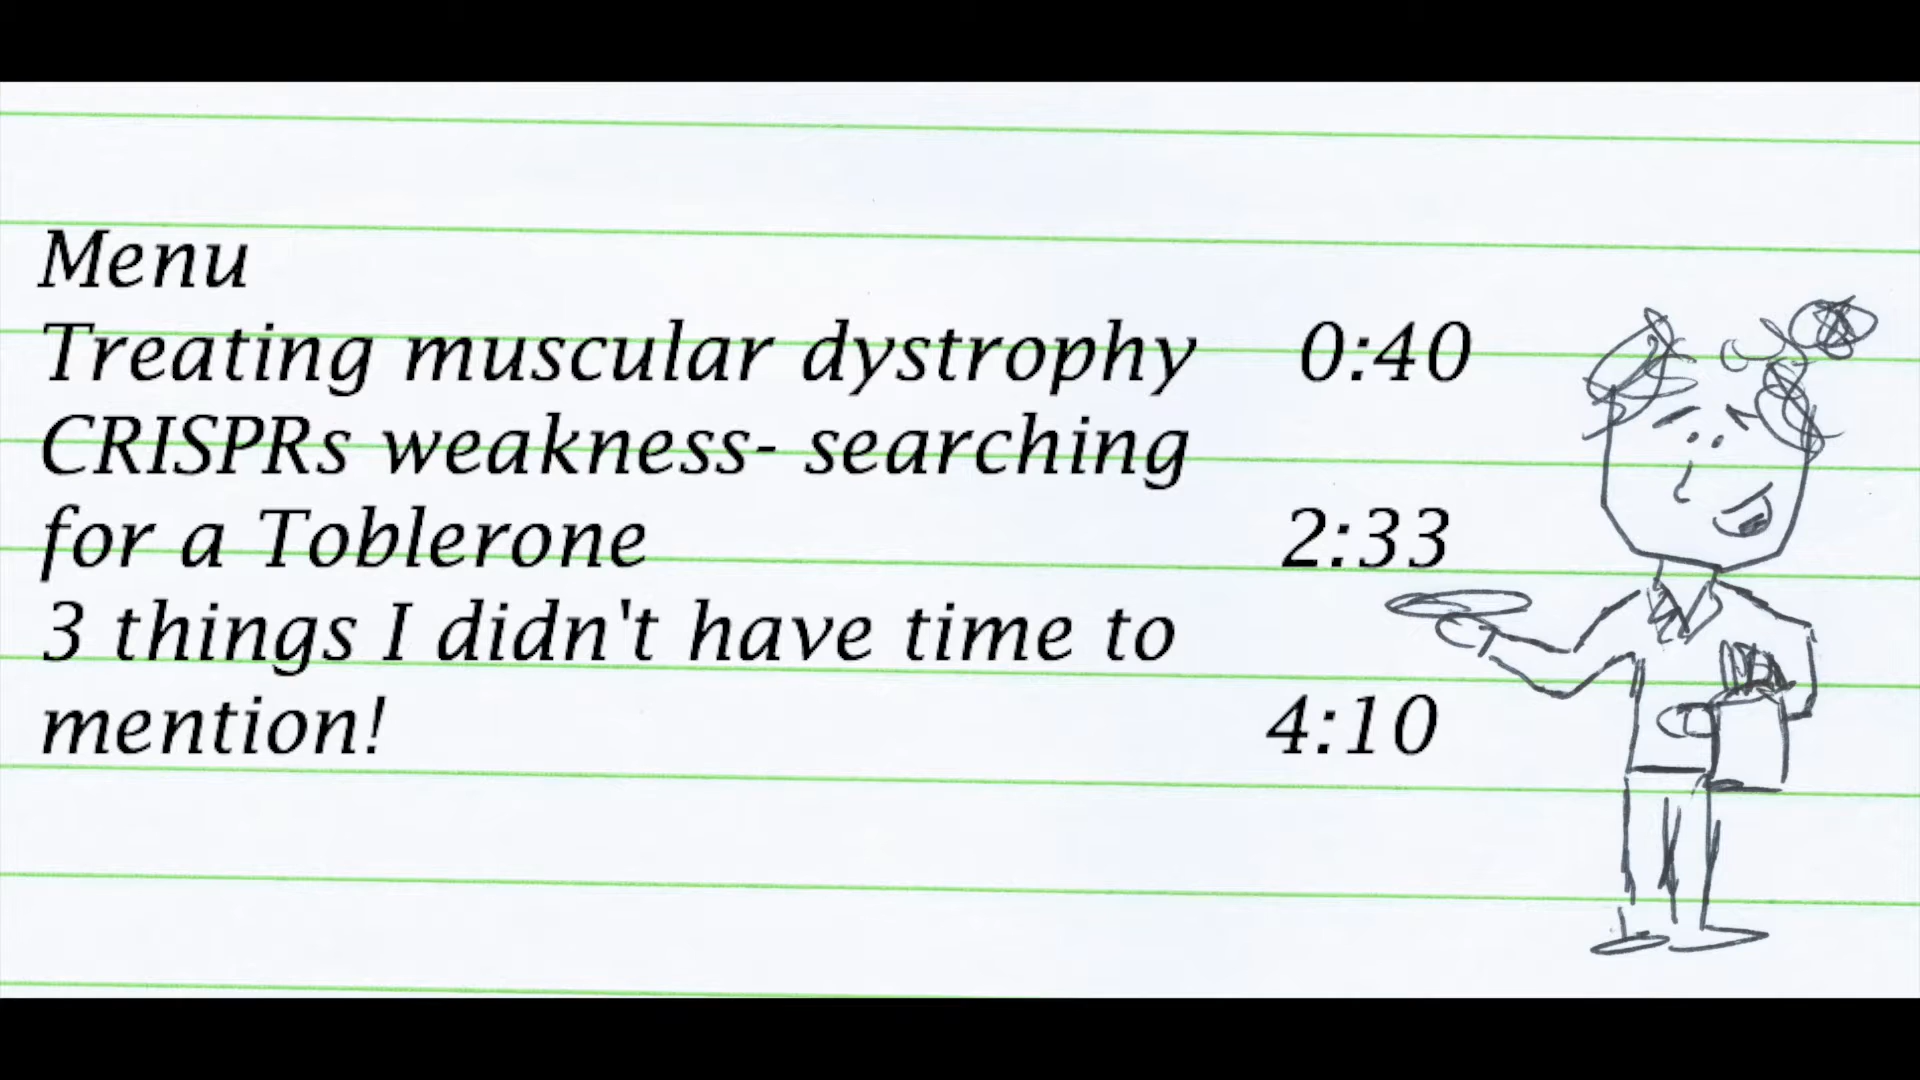 Menu
Treating muscular dystrophy 0:40
CRISPRs weakness- searching
for a Toblerone 2:33
3 things I didn't have time to
mention! 4:10